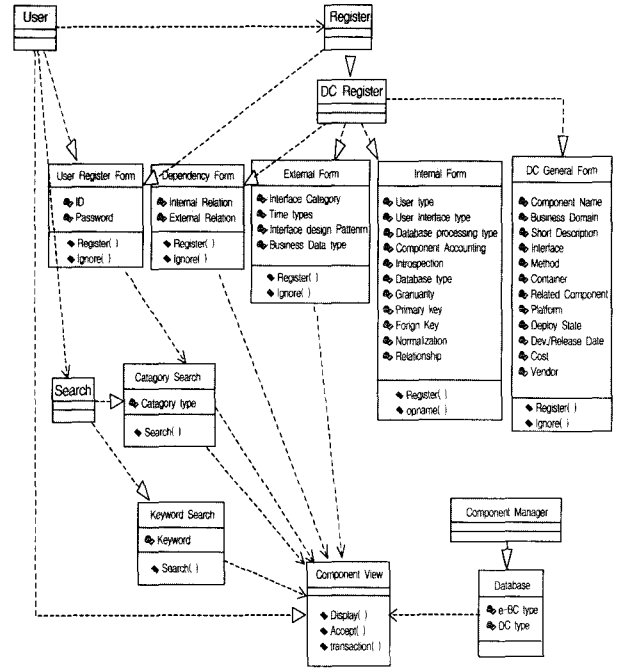 User
Register
DC Register
User Register Form
ID
Password
Register( )
Ignore( )
Dependency Form
Internal Relation
External Relation
Register( )
Ignore( )
External Form
Interface Category
Time types
Interface design Patternm
Business Data type
Register( )
Ignore( )
Internal Form
User type
User interface type
Database processing type
Component Accounting
Introspection
Database type
Granuarity
Primary key
Forign Key
Normalization
Relationship
Register( )
opname( )
DC General Form
Component Name
Business Domain
Short Description
Interface
Method
Container
Related Component
Platform
Deploy State
Dev./Release Date
Cost
Vendor
Register( )
Ignore( )
Search
Catagory Search
Catagory type
Search( )
Keyword Search
Keyword
Search( )
Component View
Display( )
Accept( )
transaction( )
Component Manager
Database
e-BC type
DC type